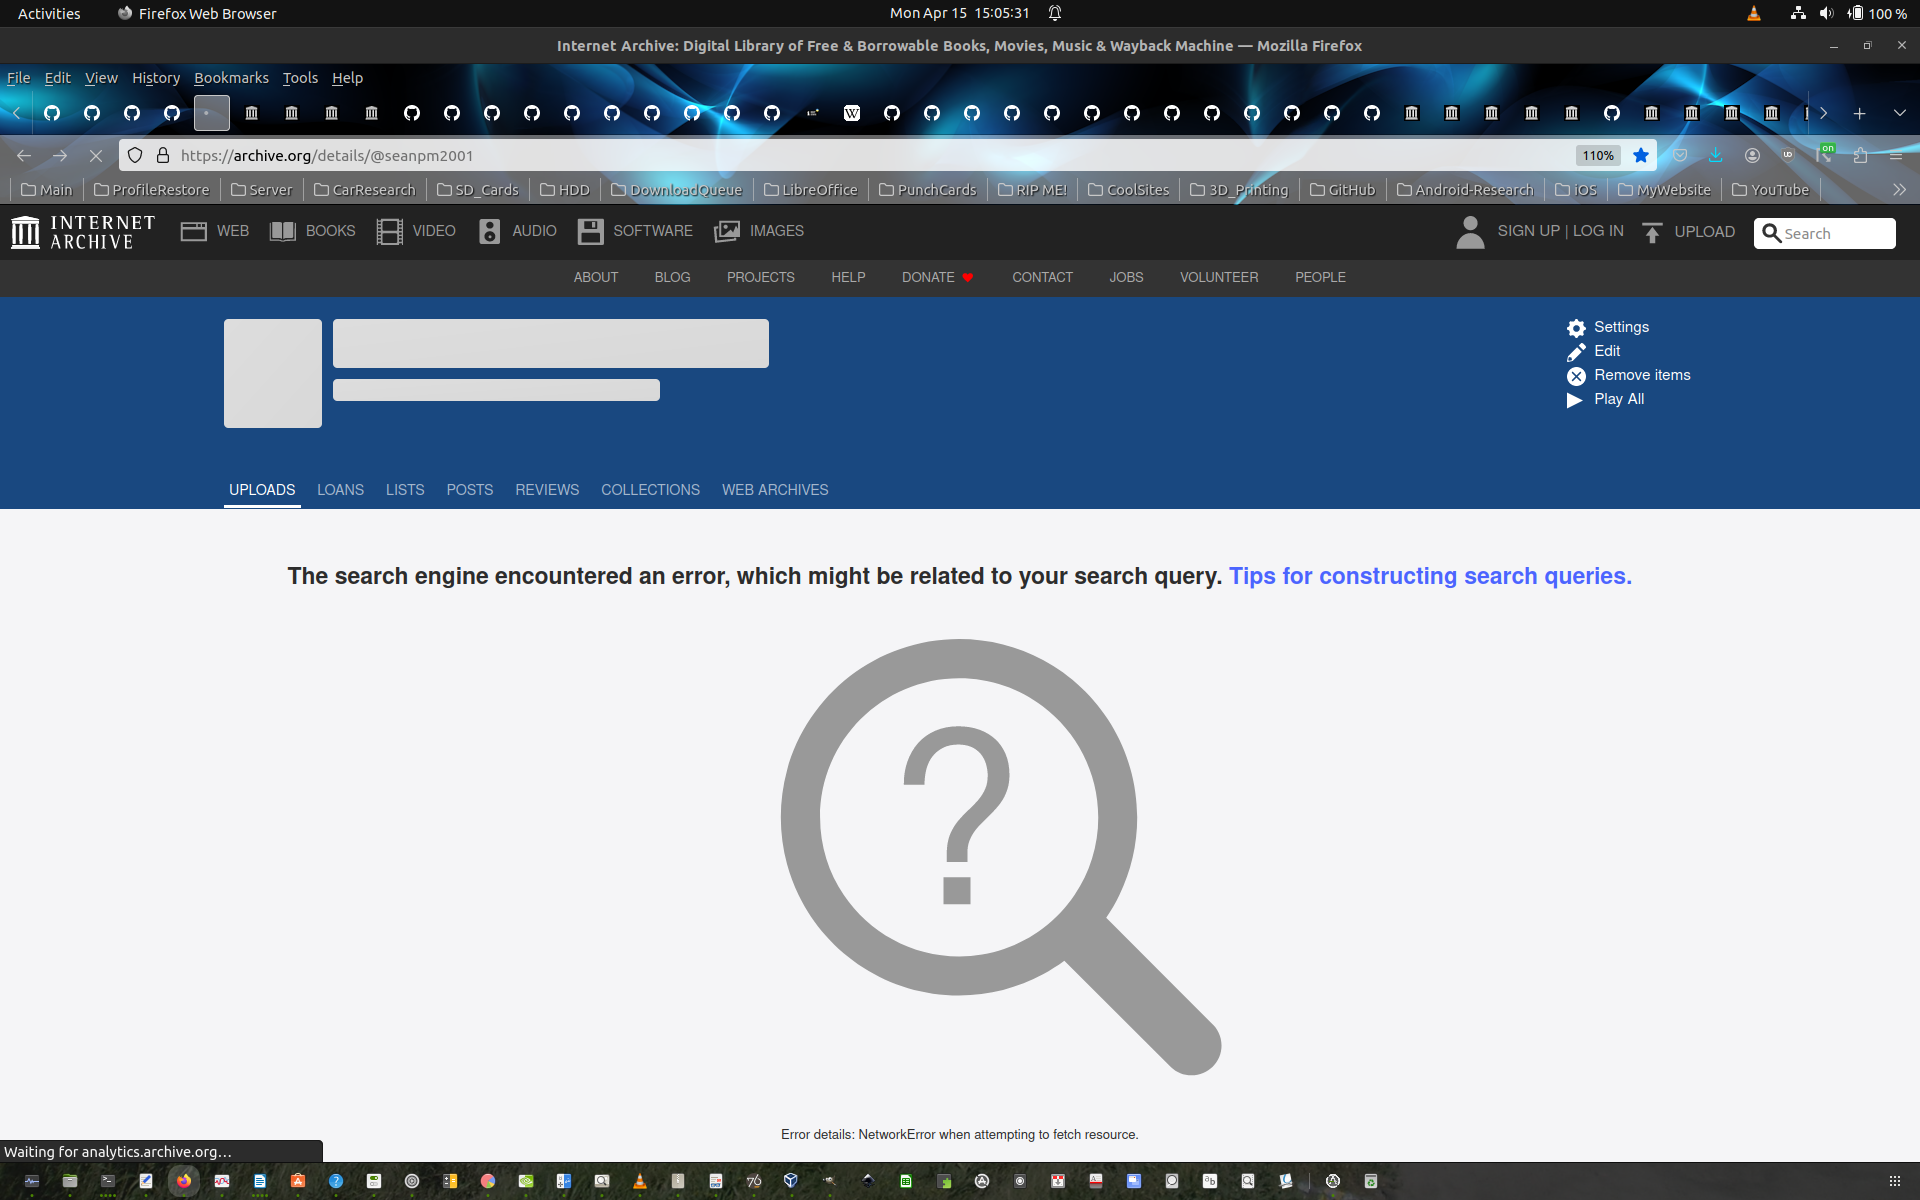 Activities Firefox Web Browser Mon Apr 15 15:05:31 100 %
Internet Archive: Digital Library of Free & Borrowable Books, Movies, Music & Wayback Machine — Mozilla Firefox
File Edit View History Bookmarks Tools Help
https://archive.org/details/@seanpm2001 110% on
Main ProfileRestore Server CarResearch SD_Cards HDD DownloadQueue LibreOffice PunchCards RIP ME! CoolSites 3D_Printing GitHub Android-Research iOS MyWebsite YouTube
INTERNET ARCHIVE WEB BOOKS VIDEO AUDIO SOFTWARE IMAGES SIGN UP | LOG IN UPLOAD Search
ABOUT BLOG PROJECTS HELP DONATE CONTACT JOBS VOLUNTEER PEOPLE
Settings
Edit
Remove items
Play All
UPLOADS LOANS LISTS POSTS REVIEWS COLLECTIONS WEB ARCHIVES
The search engine encountered an error, which might be related to your search query. Tips for constructing search queries.
?
Error details: NetworkError when attempting to fetch resource.
Waiting for analytics.archive.org…